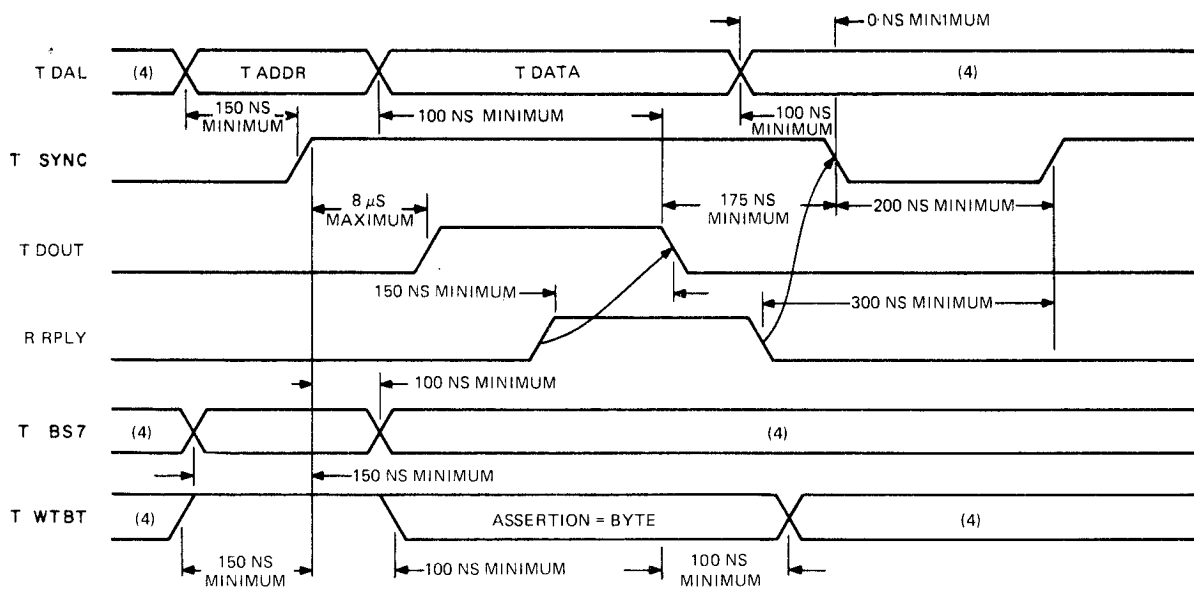 0 NS MINIMUM
T DAL (4) T ADDR T DATA (4)
150 NS
MINIMUM
100 NS MINIMUM
100 NS
MINIMUM
T SYNC
8 μS
MAXIMUM
175 NS
MINIMUM
200 NS MINIMUM
T DOUT
150 NS MINIMUM
300 NS MINIMUM
R RPLY
100 NS MINIMUM
T BS7 (4) (4)
150 NS MINIMUM
T WTBT (4) ASSERTION = BYTE (4)
150 NS
MINIMUM
100 NS MINIMUM
100 NS
MINIMUM